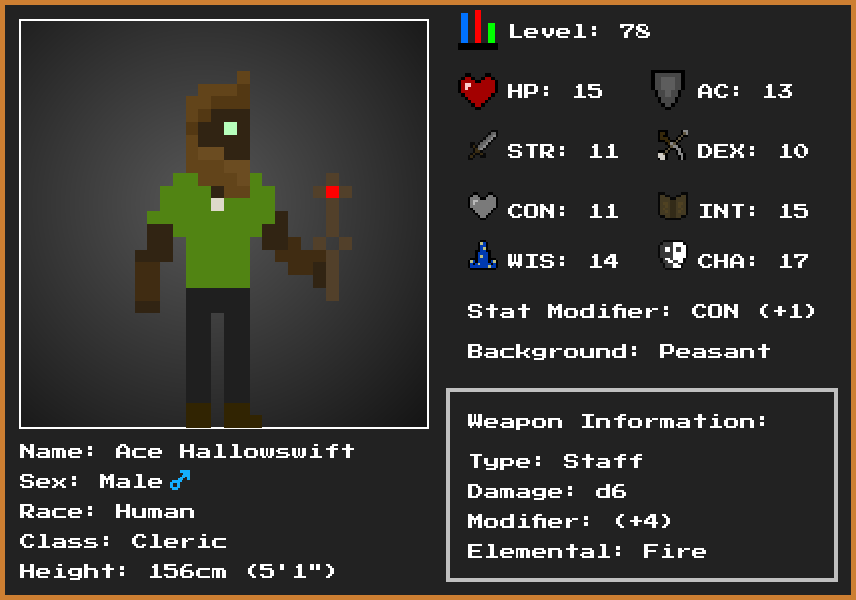 Level: 78
HP: 15
AC: 13
STR: 11
DEX: 10
CON: 11
INT: 15
WIS: 14
CHA: 17
Stat Modifier: CON (+1)
Background: Peasant
Weapon Information:
Type: Staff
Damage: d6
Modifier: (+4)
Elemental: Fire
Name: Ace Hallowswift
Sex: Male♂
Race: Human
Class: Cleric
Height: 156cm (5'1")